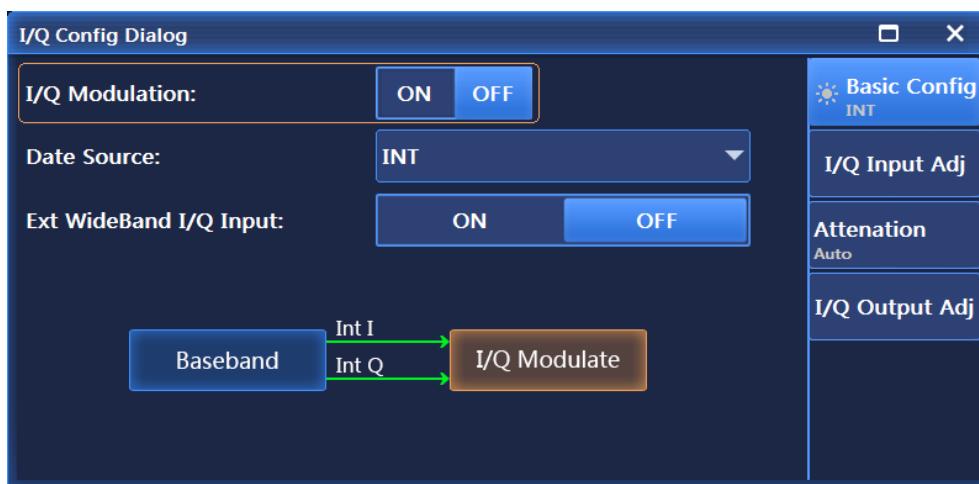 I/Q Config Dialog
I/Q Modulation:
ON OFF
Date Source:
INT
Ext WideBand I/Q Input:
ON OFF
Baseband
Int I
Int Q
I/Q Modulate
Basic Config
INT
I/Q Input Adj
Attenation
Auto
I/Q Output Adj